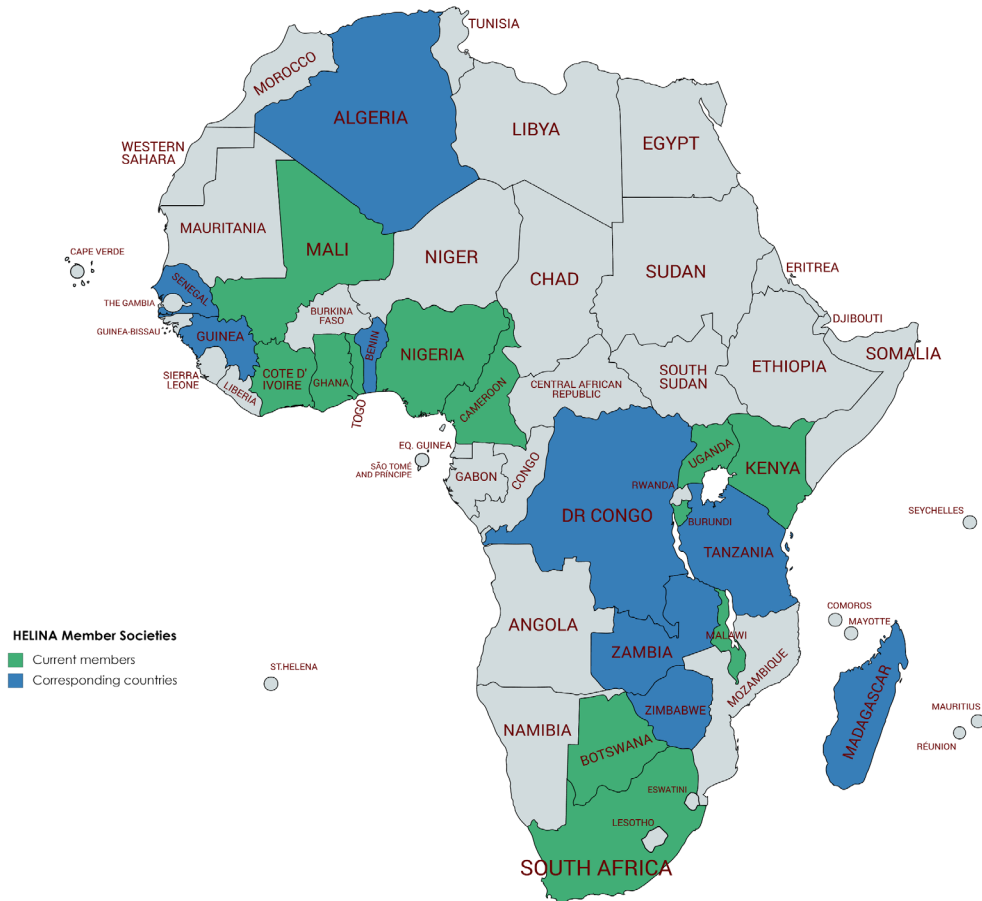 TUNISIA
MOROCCO
ALGERIA
LIBYA
EGYPT
WESTERN
SAHARA
MAURITANIA
MALI
NIGER
CHAD
SUDAN
ERITREA
CAPE VERDE
SENEGAL
THE GAMBIA
BURKINA
FASO
DJIBOUTI
GUINEA-BISSAU
GUINEA
BENIN
NIGERIA
SOMALIA
ETHIOPIA
SOUTH
SUDAN
SIERRA
LEONE
LIBERIA
COTE D'
IVOIRE
GHANA
TOGO
CAMEROON
CENTRAL AFRICAN
REPUBLIC
EQ. GUINEA
SÃO TOMÉ
AND PRÍNCIPE
GABON
CONGO
UGANDA
KENYA
RWANDA
DR CONGO
BURUNDI
SEYCHELLES
TANZANIA
COMOROS
MAYOTTE
ANGOLA
MALAWI
ZAMBIA
MOZAMBIQUE
HELINA Member Societies
Current members
Corresponding countries
ST.HELENA
MADAGASCAR
MAURITIUS
RÉUNION
NAMIBIA
ZIMBABWE
BOTSWANA
ESWATINI
LESOTHO
SOUTH AFRICA